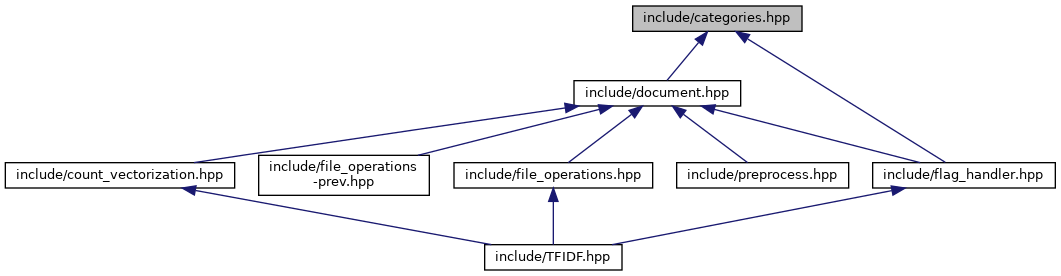 include/categories.hpp
include/document.hpp
include/count_vectorization.hpp
include/file_operations
-prev.hpp
include/file_operations.hpp
include/preprocess.hpp
include/flag_handler.hpp
include/TFIDF.hpp